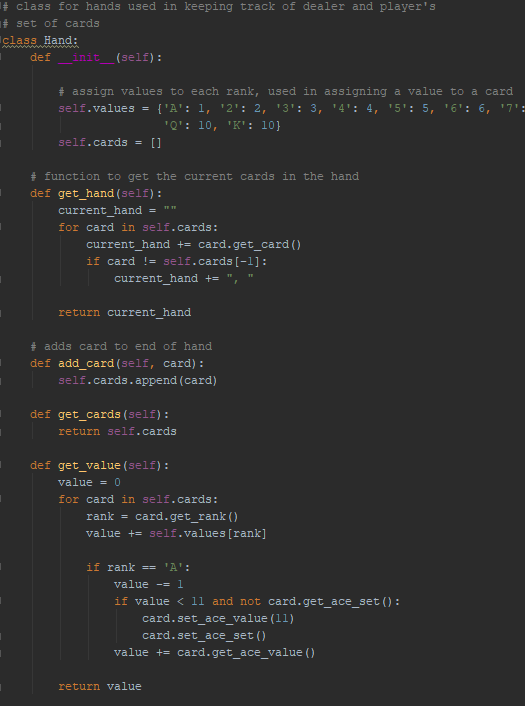 # class for hands used in keeping track of dealer and player's
# set of cards
class Hand:
    def __init__(self):

        # assign values to each rank, used in assigning a value to a card
        self.values = {'A': 1, '2': 2, '3': 3, '4': 4, '5': 5, '6': 6, '7':
                       'Q': 10, 'K': 10}
        self.cards = []

    # function to get the current cards in the hand
    def get_hand(self):
        current_hand = ""
        for card in self.cards:
            current_hand += card.get_card()
            if card != self.cards[-1]:
                current_hand += ", "

        return current_hand

    # adds card to end of hand
    def add_card(self, card):
        self.cards.append(card)

    def get_cards(self):
        return self.cards

    def get_value(self):
        value = 0
        for card in self.cards:
            rank = card.get_rank()
            value += self.values[rank]

            if rank == 'A':
                value -= 1
                if value < 11 and not card.get_ace_set():
                    card.set_ace_value(11)
                    card.set_ace_set()
                value += card.get_ace_value()

        return value